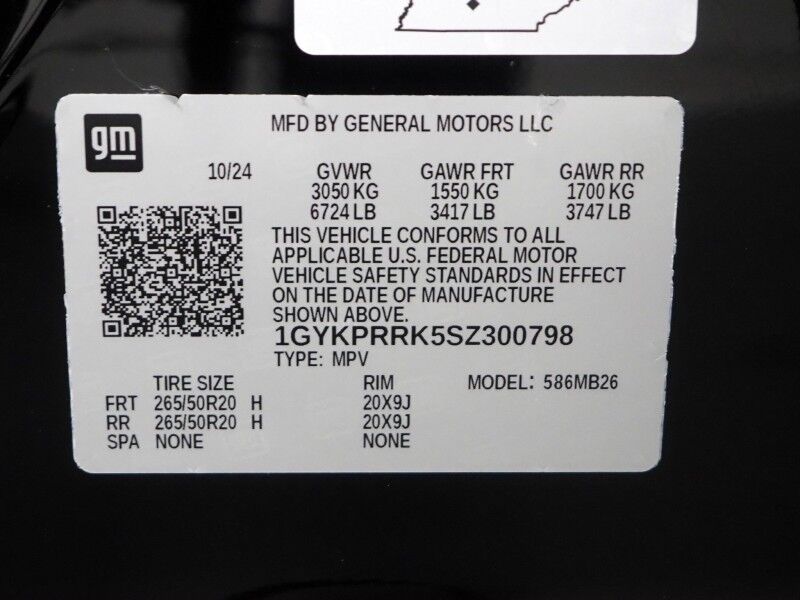 gm
MFD BY GENERAL MOTORS LLC
10/24 GVWR GAWR FRT GAWR RR
3050 KG 1550 KG 1700 KG
6724 LB 3417 LB 3747 LB
THIS VEHICLE CONFORMS TO ALL
APPLICABLE U.S. FEDERAL MOTOR
VEHICLE SAFETY STANDARDS IN EFFECT
ON THE DATE OF MANUFACTURE
SHOWN ABOVE.
1GYKPRRK5SZ300798
TYPE: MPV
TIRE SIZE RIM MODEL: 586MB26
FRT 265/50R20 H 20X9J
RR 265/50R20 H 20X9J
SPA NONE NONE